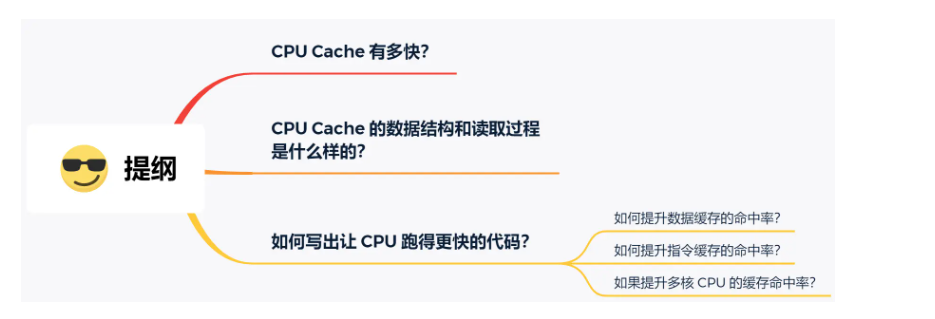 CPU Cache 有多快?
CPU Cache 的数据结构和读取过程
是什么样的?
提纲
如何写出让 CPU 跑得更快的代码?
如何提升数据缓存的命中率?
如何提升指令缓存的命中率?
如果提升多核 CPU 的缓存命中率?